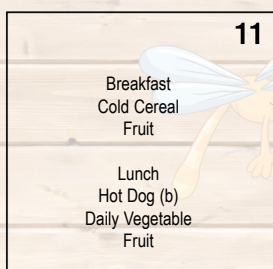 11
Breakfast
Cold Cereal
Fruit
Lunch
Hot Dog (b)
Daily Vegetable
Fruit